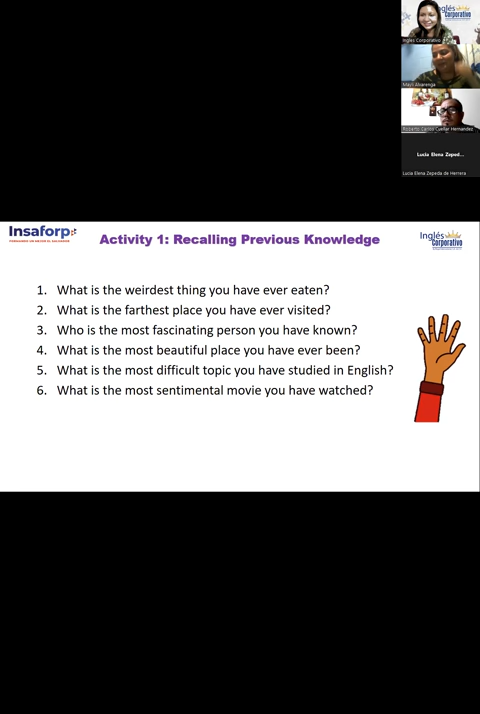 Inglés
Corporativo
Ingles Corporativo
Mayri Alvarenga
Roberto Carlos Cuellar Hernandez
Lucia Elena Zeped...
Lucia Elena Zepeda de Herrera
Insaforp
Activity 1: Recalling Previous Knowledge
Inglés
Corporativo
1. What is the weirdest thing you have ever eaten?
2. What is the farthest place you have ever visited?
3. Who is the most fascinating person you have known?
4. What is the most beautiful place you have ever been?
5. What is the most difficult topic you have studied in English?
6. What is the most sentimental movie you have watched?